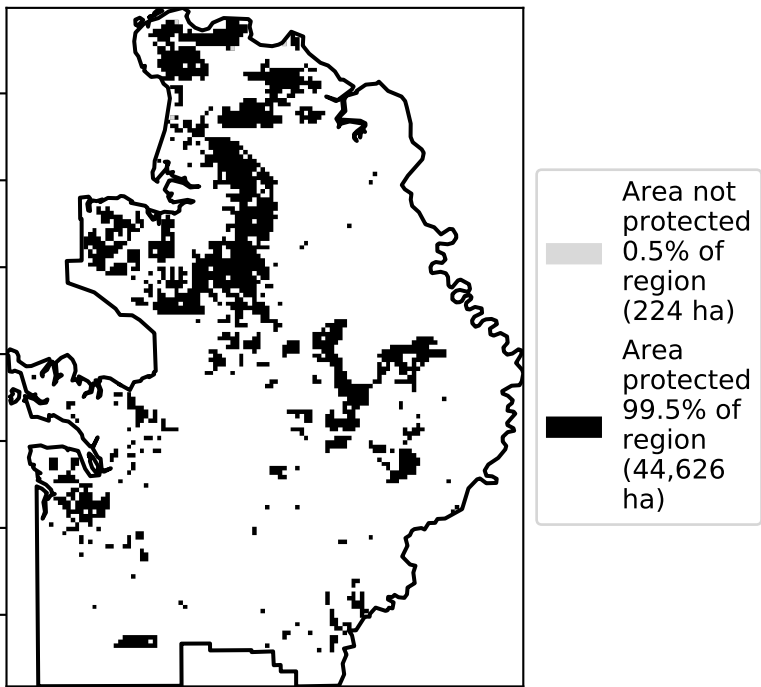 Area not
protected
0.5% of
region
(224 ha)
Area
protected
99.5% of
region
(44,626
ha)